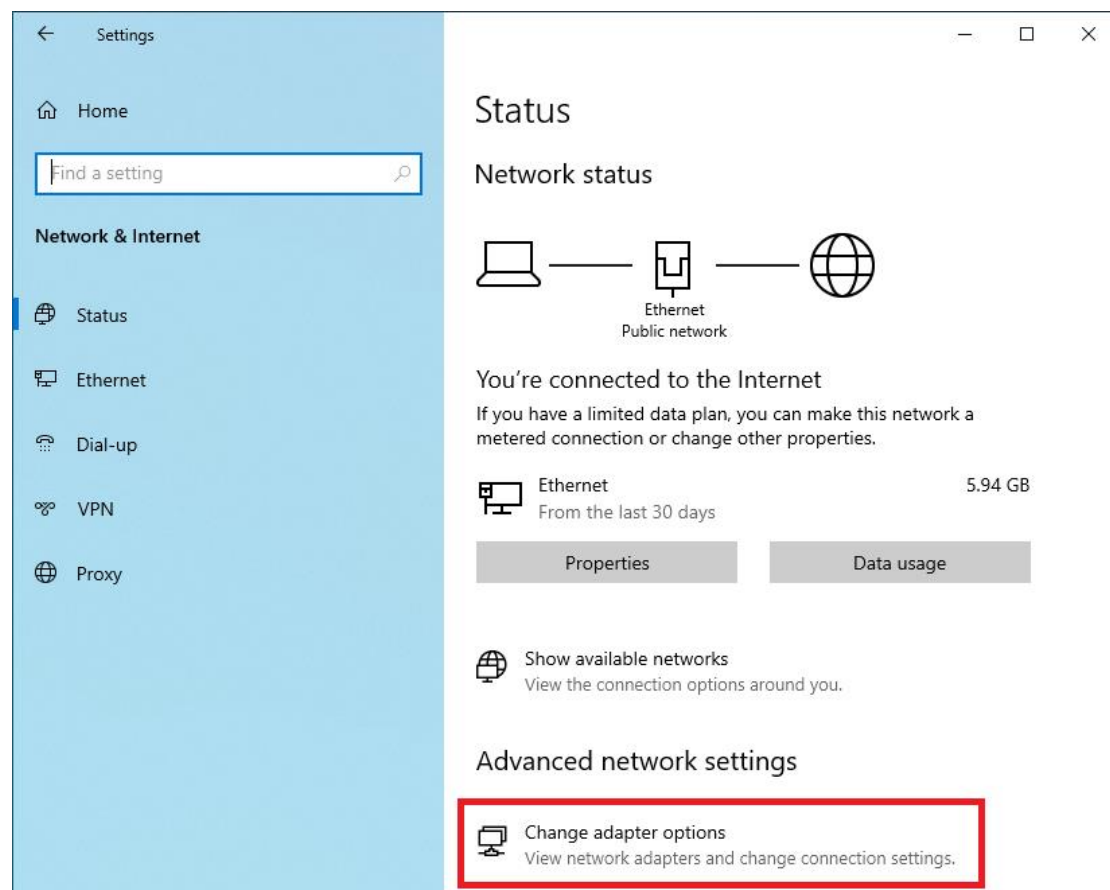 Settings
Home
Find a setting
Network & Internet
Status
Ethernet
Dial-up
VPN
Proxy
Status
Network status
Ethernet
Public network
You're connected to the Internet
If you have a limited data plan, you can make this network a
metered connection or change other properties.
Ethernet 5.94 GB
From the last 30 days
Properties Data usage
Show available networks
View the connection options around you.
Advanced network settings
Change adapter options
View network adapters and change connection settings.